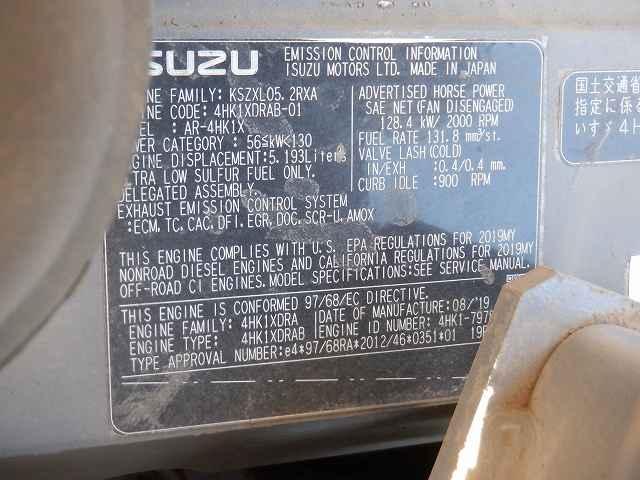 ISUZU
EMISSION CONTROL INFORMATION
ISUZU MOTORS LTD. MADE IN JAPAN
FAMILY: KSZXL05.2RXA
CODE: 4HK1XDRAB-01
: AR-4HK1X
CATEGORY : 56≦kW<130
ENGINE DISPLACEMENT: 5.193Liters
LOW SULFUR FUEL ONLY.
DELEGATED ASSEMBLY.
EXHAUST EMISSION CONTROL SYSTEM
:ECM, TC, CAC, DFI, EGR, DOC, SCR-U, AMOX
ADVERTISED HORSE POWER
SAE NET (FAN DISENGAGED)
128.4 kW/ 2000 RPM
FUEL RATE 131.8 mm³/st.
VALVE LASH (COLD)
IN/EXH : 0.4/0.4 mm.
CURB IDLE : 900 RPM
THIS ENGINE COMPLIES WITH U.S. EPA REGULATIONS FOR 2019MY
NONROAD DIESEL ENGINES AND CALIFORNIA REGULATIONS FOR 2019MY
OFF-ROAD CI ENGINES. MODEL SPECIFICATIONS:SEE SERVICE MANUAL.
THIS ENGINE IS CONFORMED 97/68/EC DIRECTIVE.
ENGINE FAMILY: 4HK1XDRA DATE OF MANUFACTURE: 08/'19
ENGINE TYPE: 4HK1XDRAB ENGINE ID NUMBER: 4HK1-797
TYPE APPROVAL NUMBER:e4*97/68RA*2012/46*0351*01
国土交通省
指定に係る
いすゞ 4H